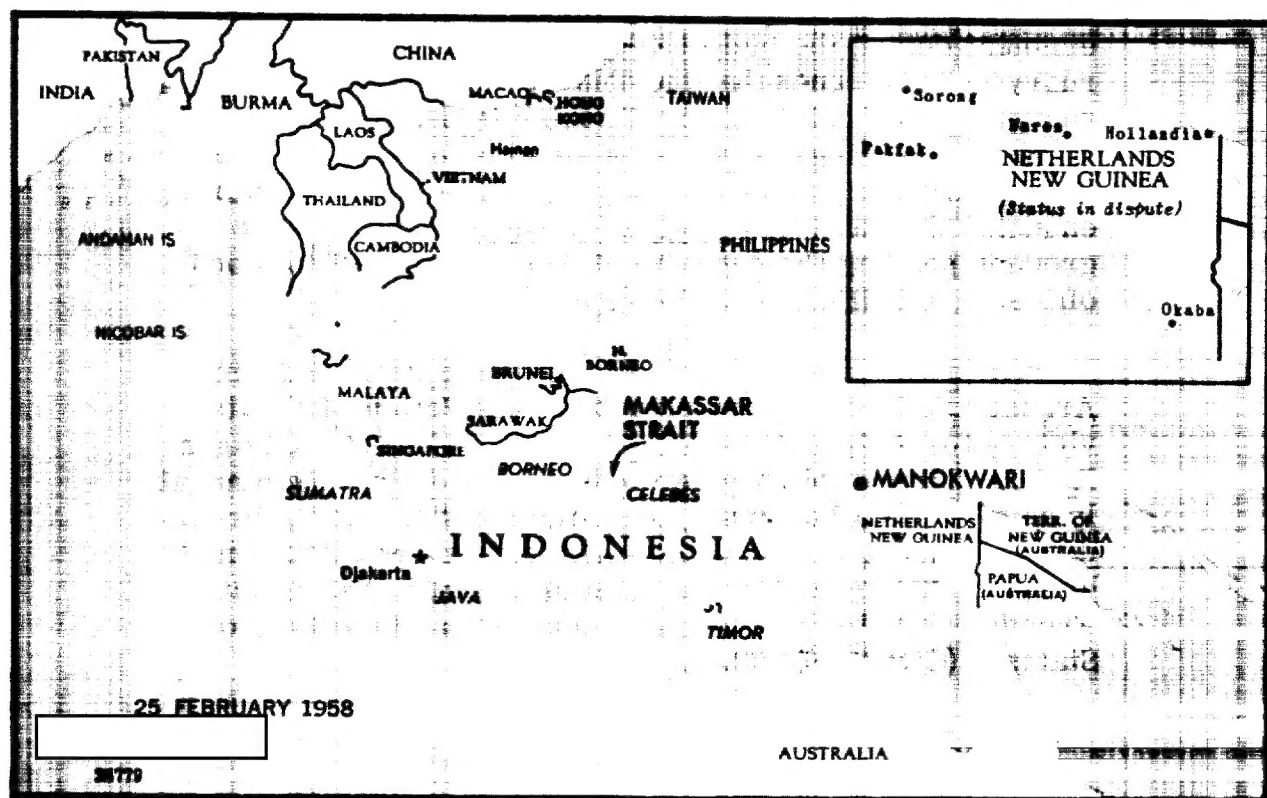 PAKISTAN
INDIA
BURMA
CHINA
MACAO
HONG
KONG
TAIWAN
LAOS
Hainan
VIETNAM
THAILAND
CAMBODIA
ANDAMAN IS
PHILIPPINES
NICOBAR IS
MALAYA
SINGAPORE
BRUNEI
N.
BORNEO
SARAWAK
MAKASSAR
STRAIT
BORNEO
CELEBES
SUMATRA
INDONESIA
Djakarta
JAVA
TIMOR
MANOKWARI
NETHERLANDS
NEW GUINEA
TERR. OF
NEW GUINEA
(AUSTRALIA)
PAPUA
(AUSTRALIA)
AUSTRALIA
Sorong
Hollandia
Fakfak
NETHERLANDS
NEW GUINEA
(Status in dispute)
Okaba
25 FEBRUARY 1958